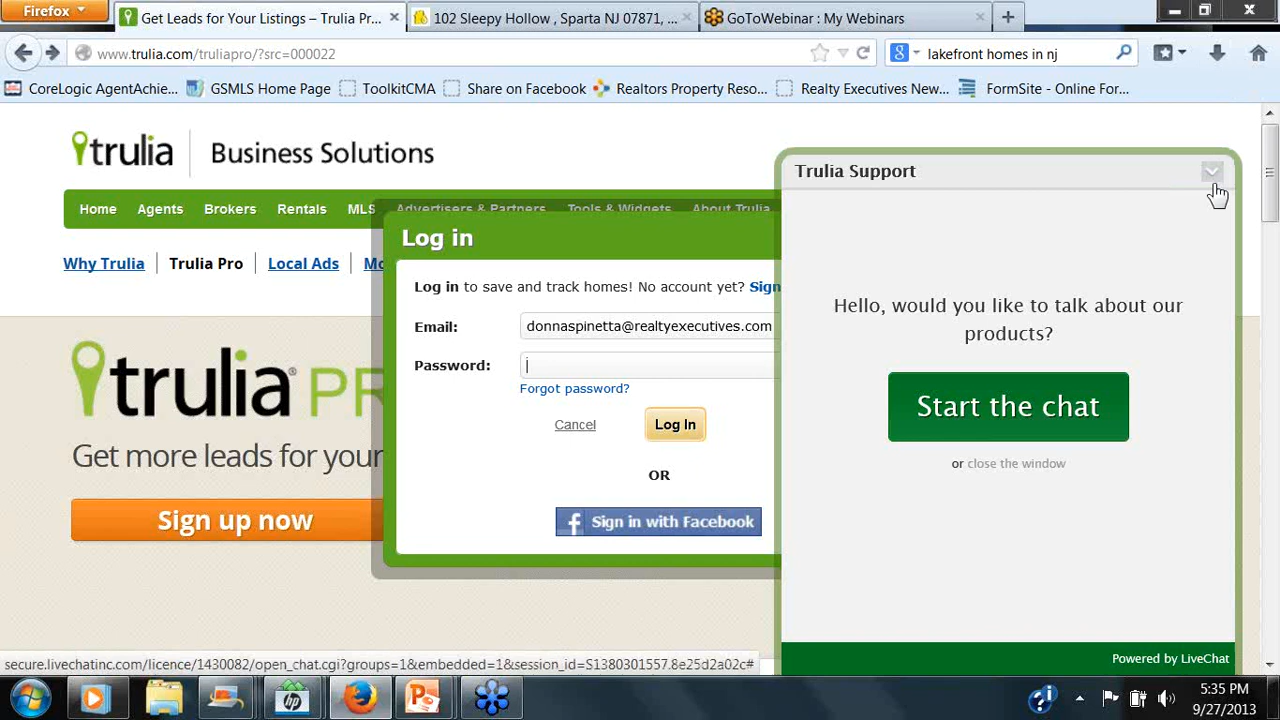 Firefox
Get Leads for Your Listings – Trulia Pr...
102 Sleepy Hollow , Sparta NJ 07871, ...
GoToWebinar : My Webinars
www.trulia.com/truliapro/?src=000022
lakefront homes in nj
CoreLogic AgentAchie...
GSMLS Home Page
ToolkitCMA
Share on Facebook
Realtors Property Reso...
Realty Executives New...
FormSite - Online For...
trulia
Business Solutions
Home
Agents
Brokers
Rentals
MLS
Advertisers & Partners
Tools & Widgets
About Trulia
Why Trulia
Trulia Pro
Local Ads
Mo
Log in
Log in to save and track homes! No account yet? Sign
Email:
donnaspinetta@realtyexecutives.com
Password:
Forgot password?
Cancel
Log In
OR
Sign in with Facebook
trulia® PR
Get more leads for your
Sign up now
Trulia Support
Hello, would you like to talk about our
products?
Start the chat
or close the window
Powered by LiveChat
secure.livechatinc.com/licence/1430082/open_chat.cgi?groups=1&embedded=1&session_id=S1380301557.8e25d2a02c#
5:35 PM
9/27/2013